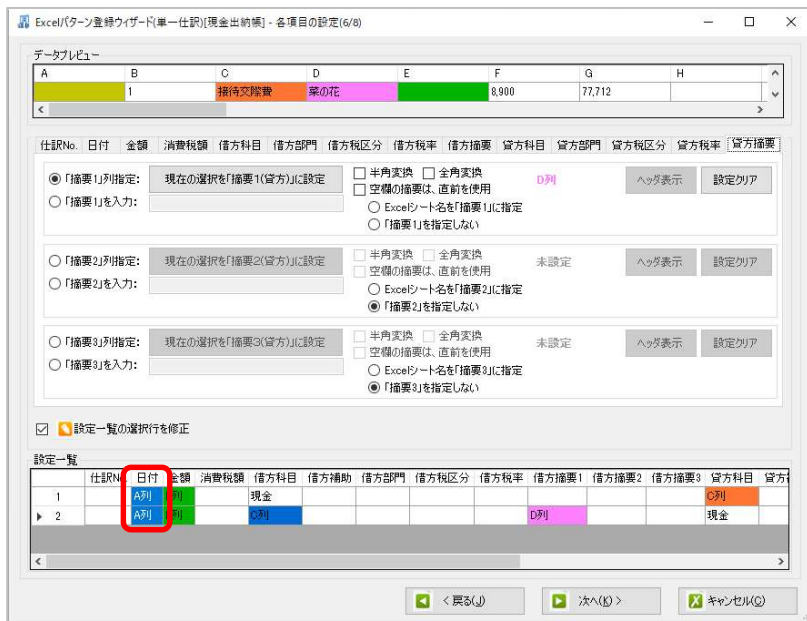 Excelパターン登録ウィザード(単一仕訳)[現金出納帳] - 各項目の設定(6/8)
データプレビュー
A B C D E F G H
1 接待交際費 菜の花 8,900 77,712
仕訳No. 日付 金額 消費税額 借方科目 借方部門 借方税区分 借方税率 借方摘要 貸方科目 貸方部門 貸方税区分 貸方税率 貸方摘要
「摘要1」列指定: 現在の選択を「摘要1(貸方)」に設定 半角変換 全角変換 D列 ヘッダ表示 設定クリア
空欄の摘要は、直前を使用
「摘要1」を入力: Excelシート名を「摘要1」に指定
「摘要1」を指定しない
「摘要2」列指定: 現在の選択を「摘要2(貸方)」に設定 半角変換 全角変換 未設定 ヘッダ表示 設定クリア
空欄の摘要は、直前を使用
「摘要2」を入力: Excelシート名を「摘要2」に指定
「摘要2」を指定しない
「摘要3」列指定: 現在の選択を「摘要3(貸方)」に設定 半角変換 全角変換 未設定 ヘッダ表示 設定クリア
空欄の摘要は、直前を使用
「摘要3」を入力: Excelシート名を「摘要3」に指定
「摘要3」を指定しない
設定一覧の選択行を修正
設定一覧
仕訳No. 日付 金額 消費税額 借方科目 借方補助 借方部門 借方税区分 借方税率 借方摘要1 借方摘要2 借方摘要3 貸方科目 貸方
1 A列 現金 C列
2 A列 C列 D列 現金
< 戻る(J) 次へ(K) > キャンセル(C)